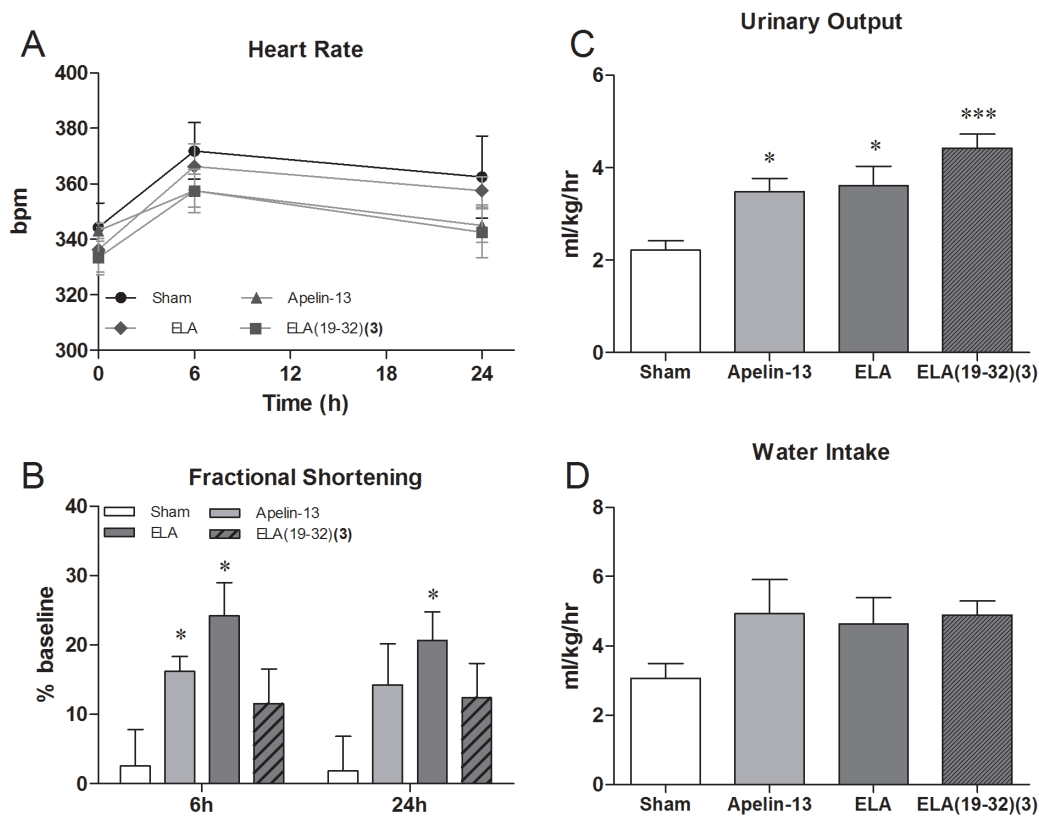 A
Heart Rate
400
380
360
340
320
300
bpm
Sham
Apelin-13
ELA
ELA(19-32)(3)
0
6
12
18
24
Time (h)
B
Fractional Shortening
40
30
20
10
0
% baseline
Sham
Apelin-13
ELA
ELA(19-32)(3)
*
*
*
6h
24h
C
Urinary Output
6
4
2
0
ml/kg/hr
*
*
***
Sham
Apelin-13
ELA
ELA(19-32)(3)
D
Water Intake
8
6
4
2
0
ml/kg/hr
Sham
Apelin-13
ELA
ELA(19-32)(3)